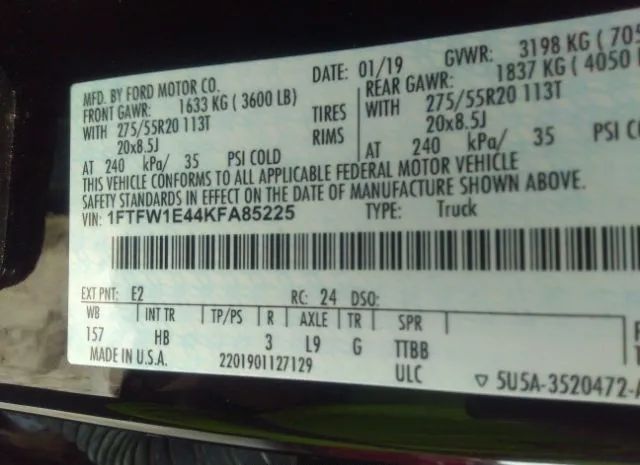 MFD. BY FORD MOTOR CO. DATE: 01/19 GVWR: 3198 KG ( 705
FRONT GAWR: 1633 KG ( 3600 LB) REAR GAWR: 1837 KG ( 4050 L
WITH 275/55R20 113T TIRES WITH 275/55R20 113T
20x8.5J RIMS 20x8.5J
AT 240 kPa/ 35 PSI COLD AT 240 kPa/ 35 PSI CO
THIS VEHICLE CONFORMS TO ALL APPLICABLE FEDERAL MOTOR VEHICLE
SAFETY STANDARDS IN EFFECT ON THE DATE OF MANUFACTURE SHOWN ABOVE.
VIN: 1FTFW1E44KFA85225 TYPE: Truck
EXT PNT: E2 RC: 24 DSO:
WB INT TR TP/PS R AXLE TR SPR
157 HB 3 L9 G TTBB
MADE IN U.S.A. 2201901127129 ULC ▽ 5U5A-3520472-A